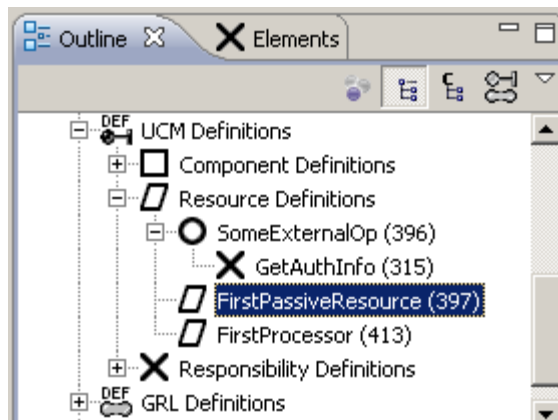 Outline Elements
DEF UCM Definitions
Component Definitions
Resource Definitions
SomeExternalOp (396)
GetAuthInfo (315)
FirstPassiveResource (397)
FirstProcessor (413)
Responsibility Definitions
DEF GRL Definitions